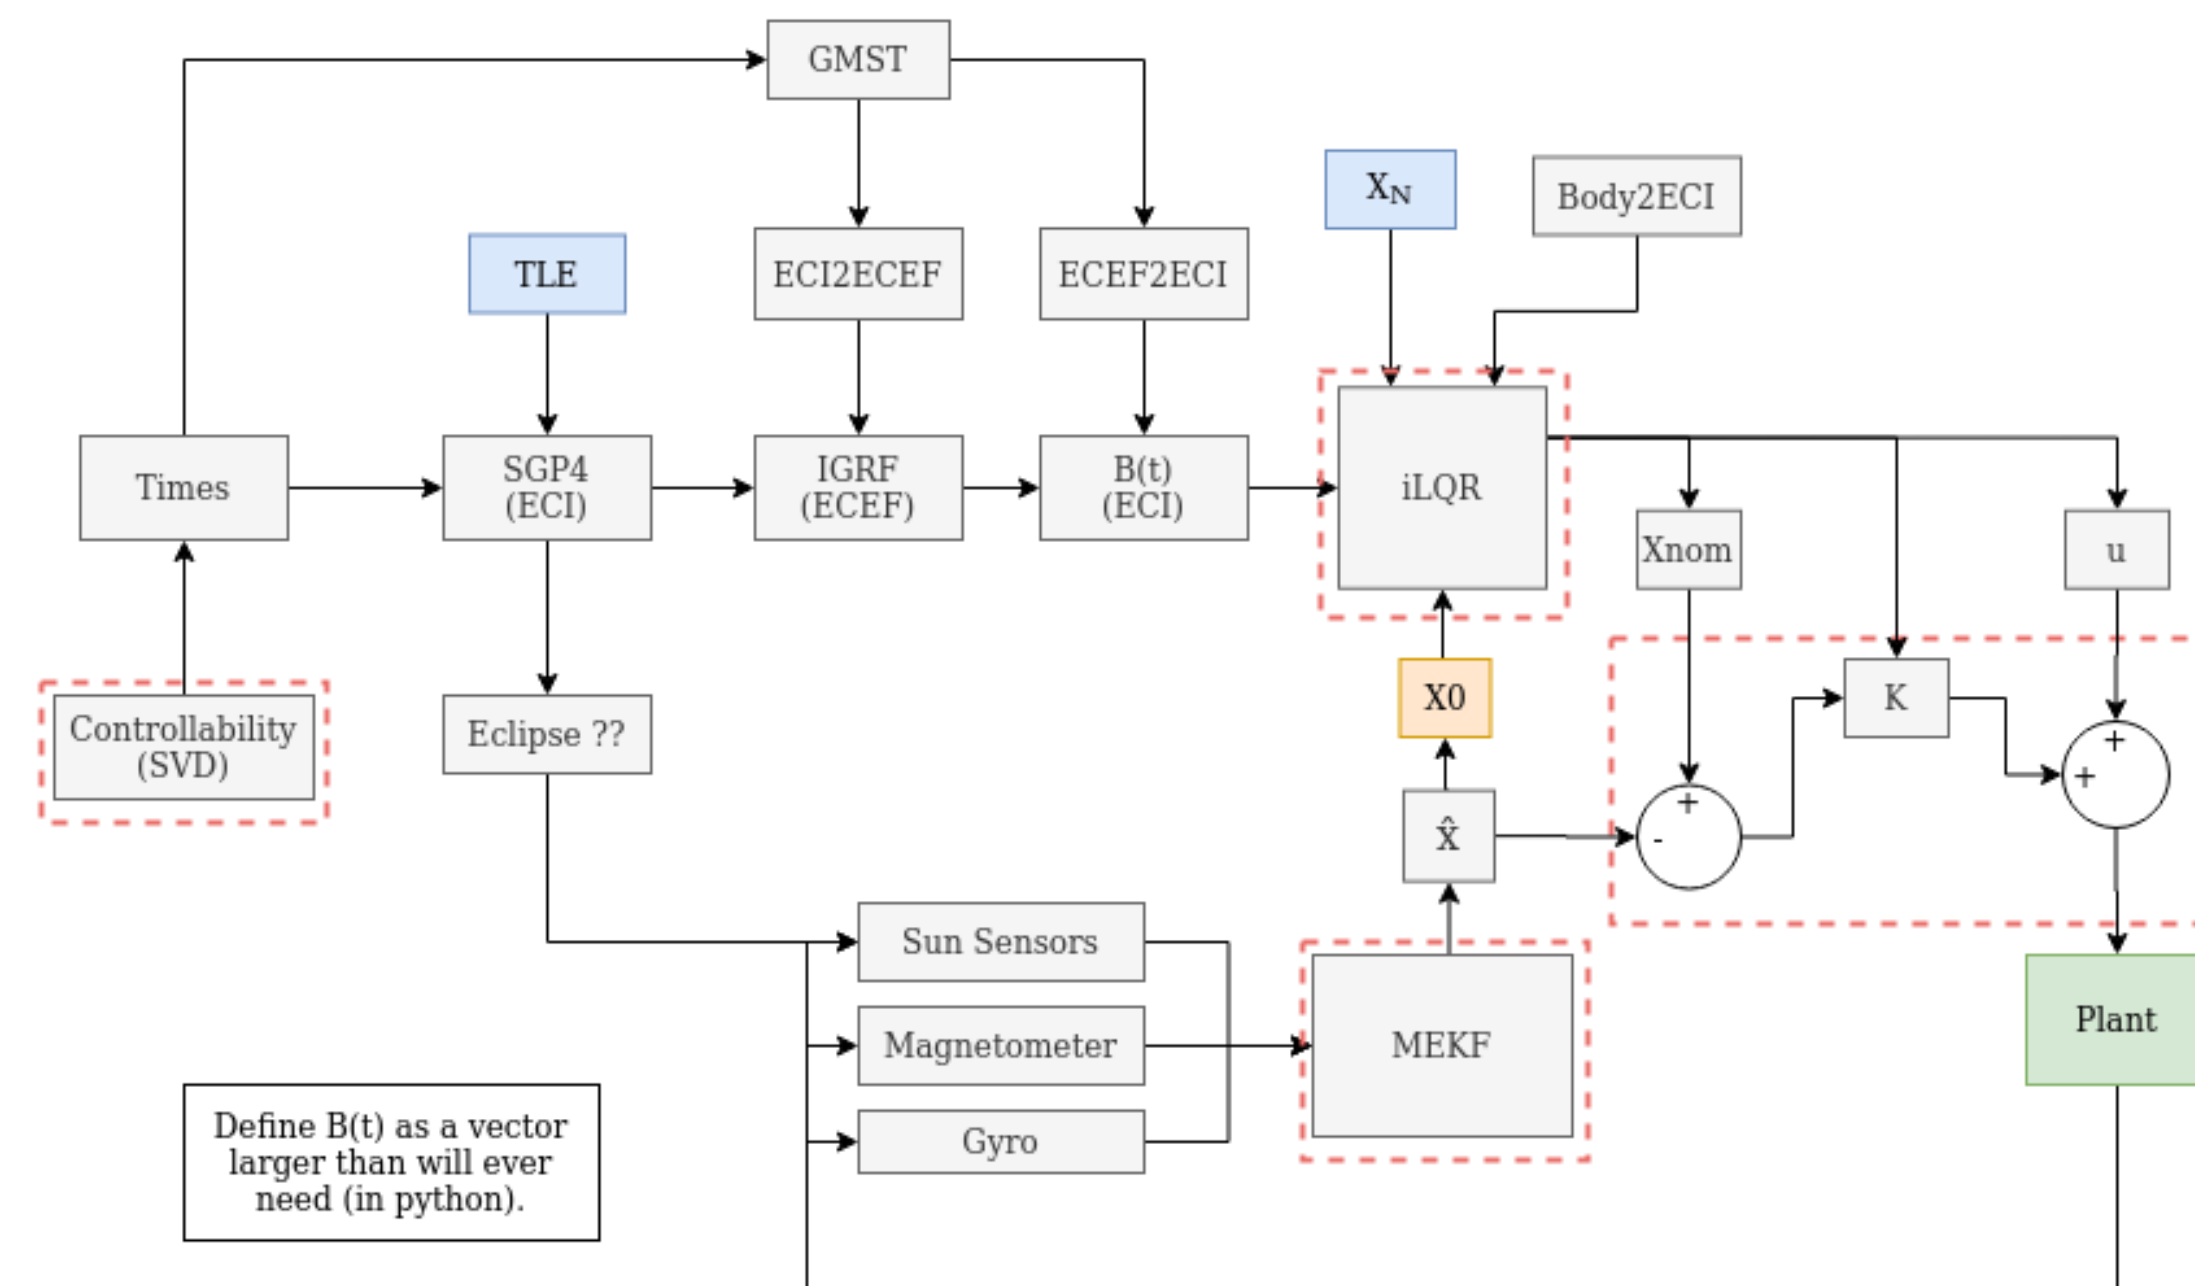 GMST
X_N
Body2ECI
TLE
ECI2ECEF
ECEF2ECI
Times
SGP4
(ECI)
IGRF
(ECEF)
B(t)
(ECI)
iLQR
Xnom
u
Controllability
(SVD)
Eclipse ??
X0
K
+
+
x̂
+
-
Sun Sensors
Magnetometer
Gyro
MEKF
Plant
Define B(t) as a vector
larger than will ever
need (in python).